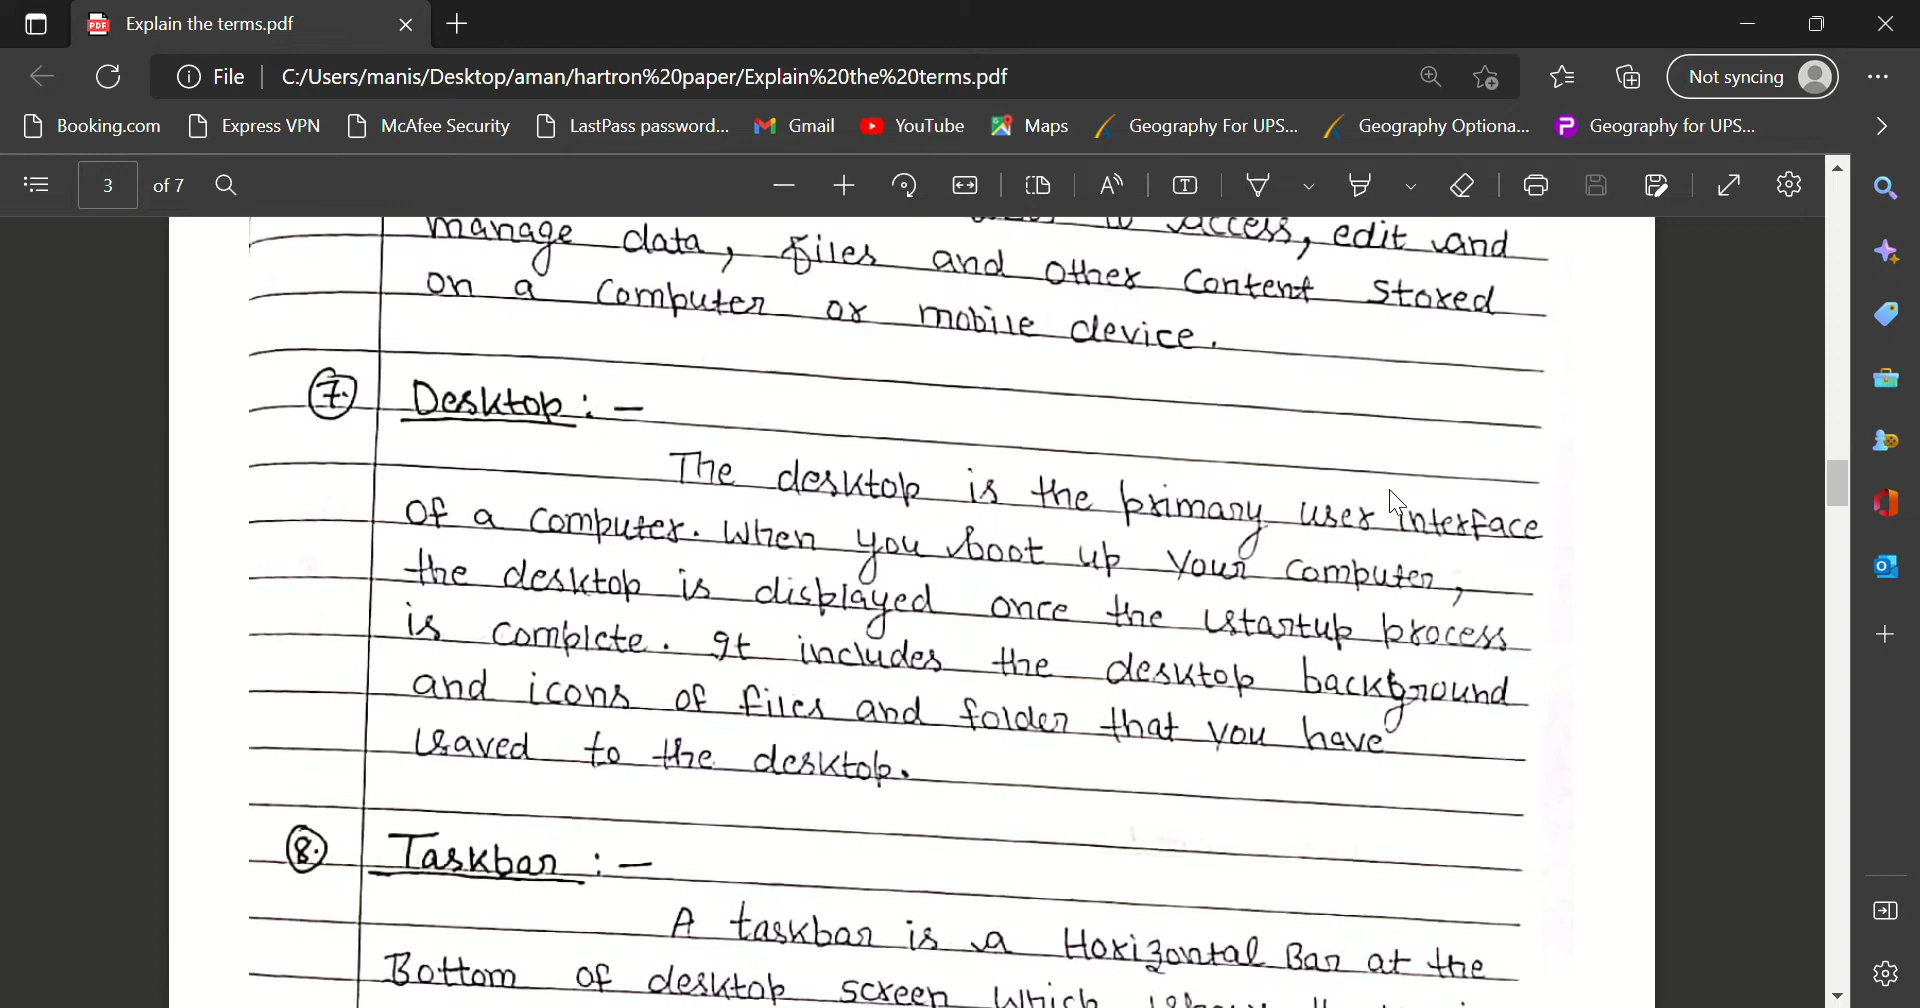 Explain the terms.pdf
File C:/Users/manis/Desktop/aman/hartron%20paper/Explain%20the%20terms.pdf
Not syncing
Booking.com Express VPN McAfee Security LastPass password... Gmail YouTube Maps Geography For UPS... Geography Optiona... Geography for UPS...
3 of 7
to access, edit and
manage data, files and other content stored
on a computer or mobile device.
7. Desktop :-
The desktop is the primary user interface
of a computer. When you boot up your computer,
the desktop is displayed once the startup process
is complete. It includes the desktop background
and icons of files and folder that you have
saved to the desktop.
8. Taskbar :-
A taskbar is a Horizontal Bar at the
Bottom of desktop screen which